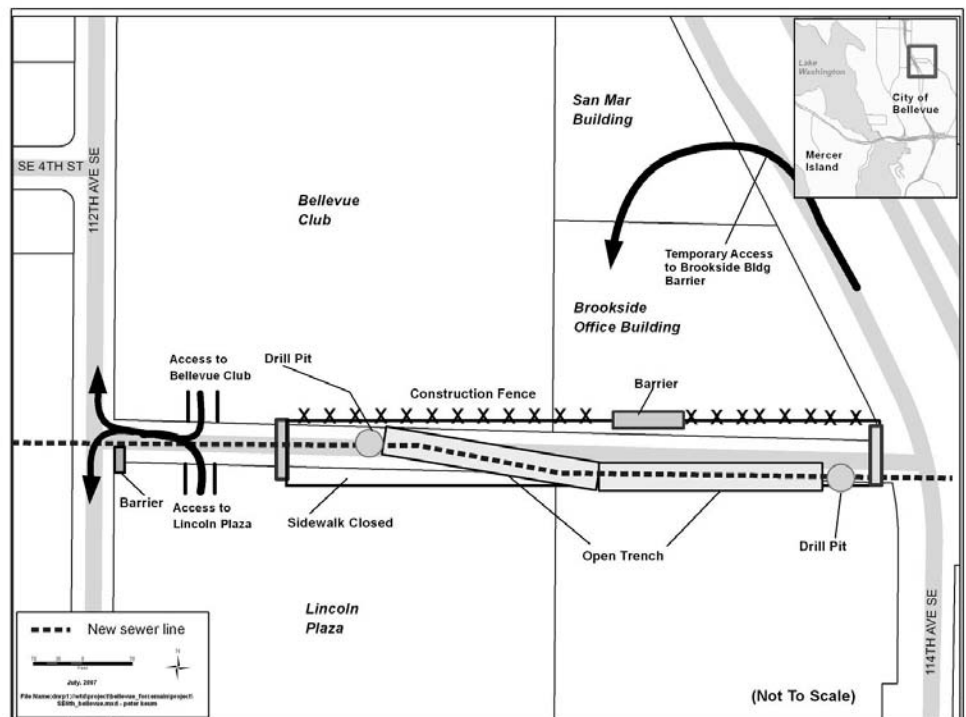 Lake
Washington
City of
Bellevue
Mercer
Island
San Mar
Building
SE 4TH ST
112TH AVE SE
Bellevue
Club
Temporary Access
to Brookside Bldg
Barrier
Brookside
Office Building
Access to
Bellevue Club
Drill Pit
Construction Fence
Barrier
Barrier
Access to
Lincoln Plaza
Sidewalk Closed
Open Trench
Drill Pit
Lincoln
Plaza
114TH AVE SE
New sewer line
N
Feet
July, 2007
(Not To Scale)